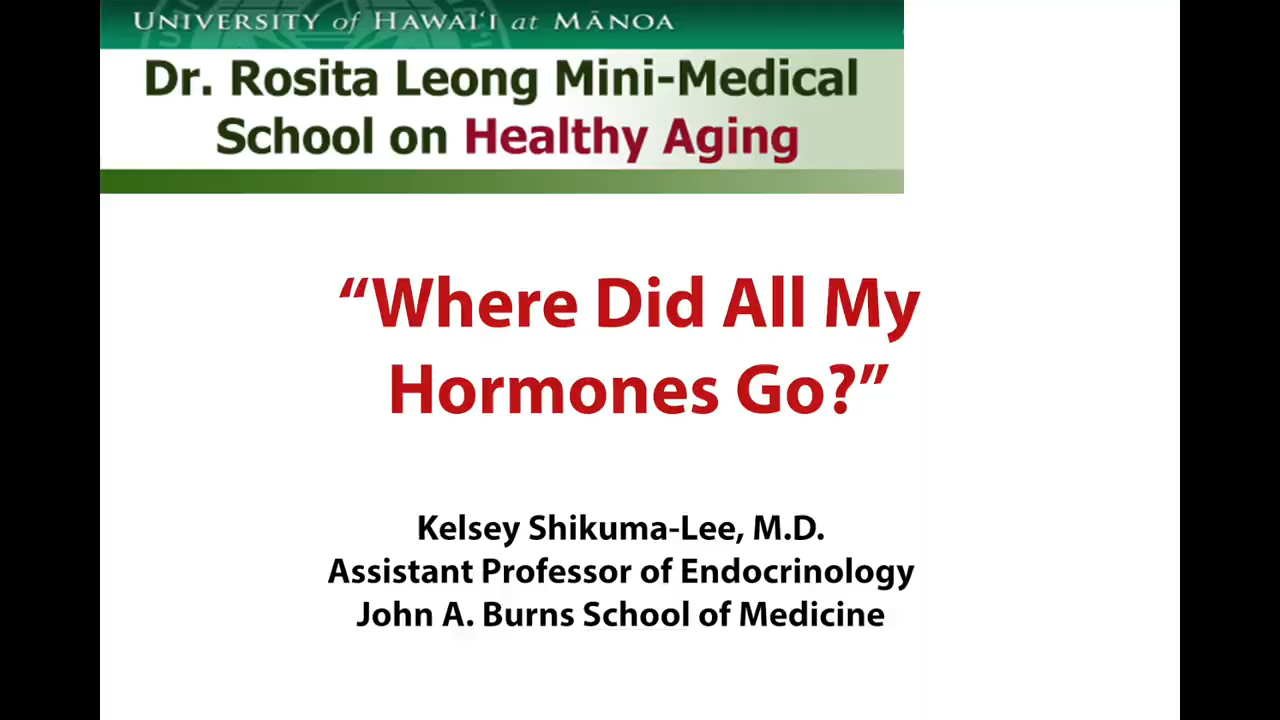 UNIVERSITY of HAWAIʻI at MĀNOA
Dr. Rosita Leong Mini-Medical
School on Healthy Aging
“Where Did All My
Hormones Go?”
Kelsey Shikuma-Lee, M.D.
Assistant Professor of Endocrinology
John A. Burns School of Medicine